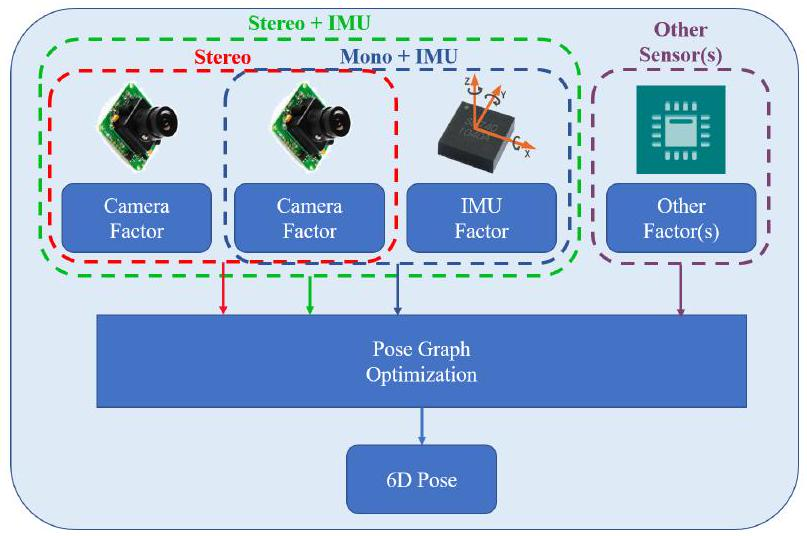 Stereo + IMU
Other
Sensor(s)
Stereo
Mono + IMU
Z
Y
X
Camera
Factor
Camera
Factor
IMU
Factor
Other
Factor(s)
Pose Graph
Optimization
6D Pose